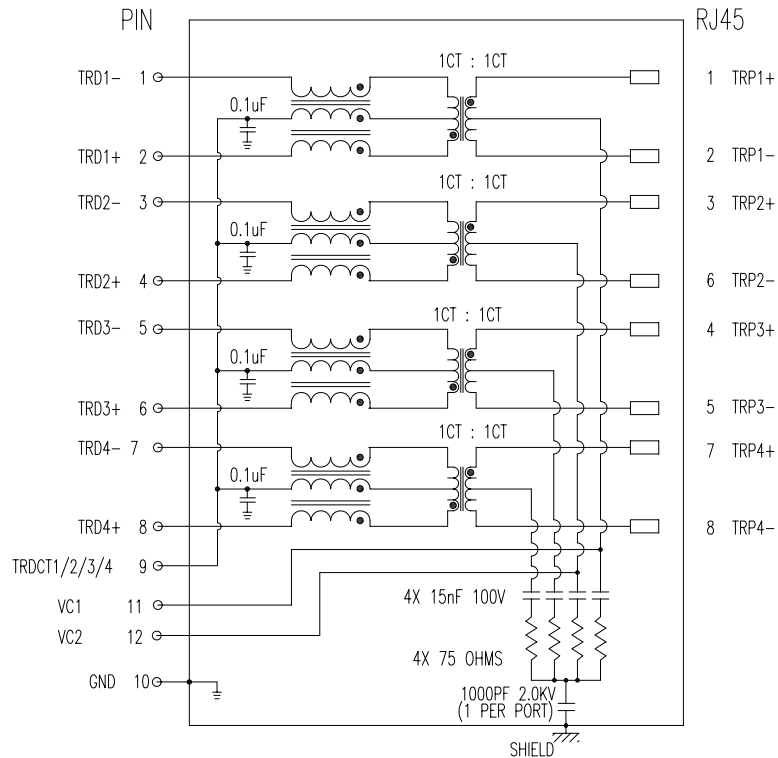 PIN RJ45
1CT : 1CT
TRD1- 1 1 TRP1+
0.1uF
TRD1+ 2 2 TRP1-
1CT : 1CT
TRD2- 3 3 TRP2+
0.1uF
TRD2+ 4 6 TRP2-
1CT : 1CT
TRD3- 5 4 TRP3+
0.1uF
TRD3+ 6 5 TRP3-
1CT : 1CT
TRD4- 7 7 TRP4+
0.1uF
TRD4+ 8 8 TRP4-
TRDCT1/2/3/4 9
VC1 11
4X 15nF 100V
VC2 12
4X 75 OHMS
GND 10
1000PF 2.0KV
(1 PER PORT)
SHIELD